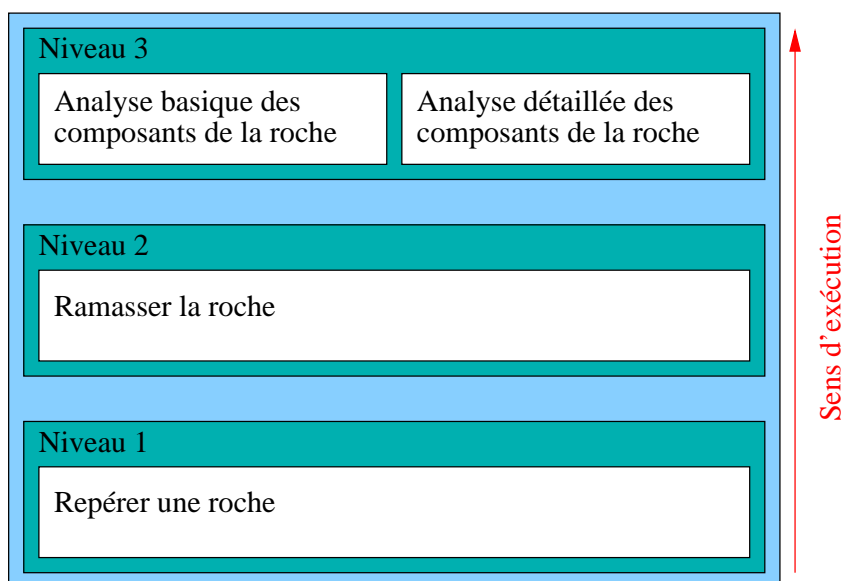 Niveau 3
Analyse basique des
composants de la roche
Analyse détaillée des
composants de la roche
Niveau 2
Ramasser la roche
Niveau 1
Repérer une roche
Sens d'exécution